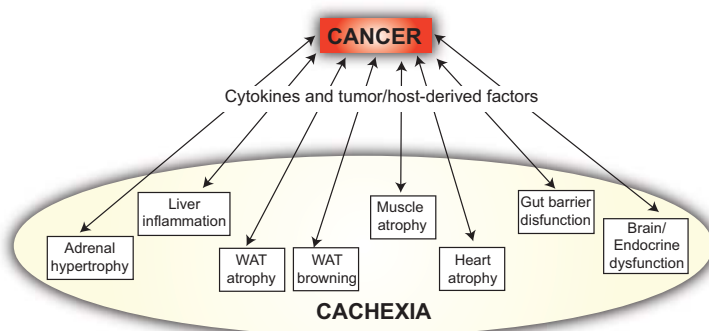 CANCER
Cytokines and tumor/host-derived factors
Liver
inflammation
Muscle
atrophy
Gut barrier
disfunction
Adrenal
hypertrophy
WAT
atrophy
WAT
browning
Heart
atrophy
Brain/
Endocrine
dysfunction
CACHEXIA